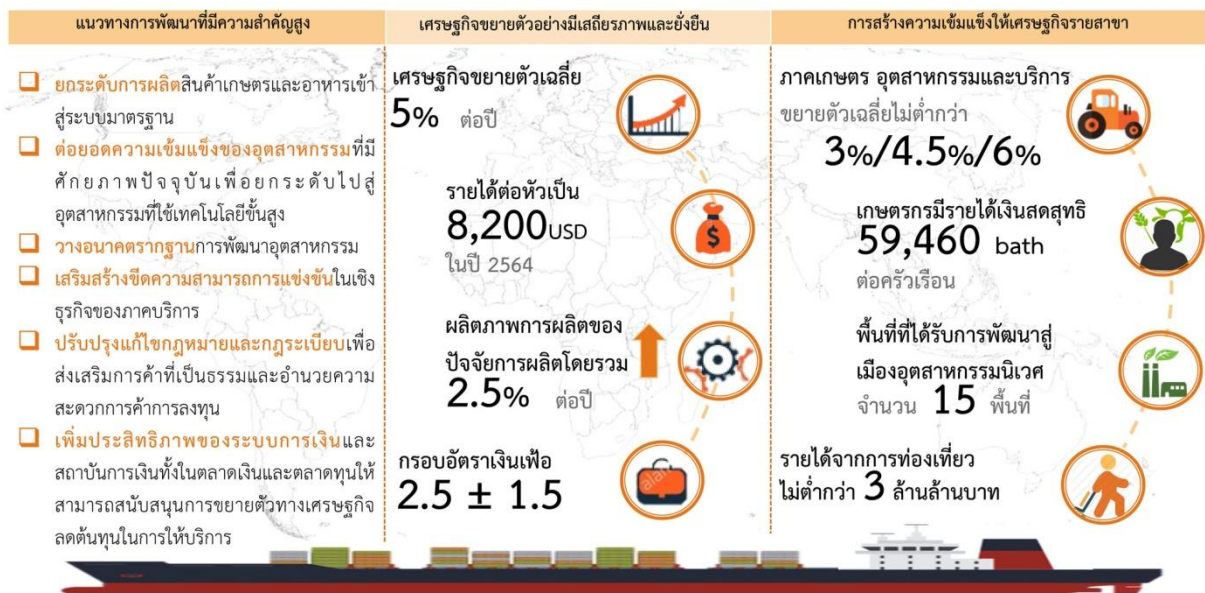 แนวทางการพัฒนาที่มีความสำคัญสูง
ยกระดับการผลิตสินค้าเกษตรและอาหารเข้า
สู่ระบบมาตรฐาน
ต่อยอดความเข้มแข็งของอุตสาหกรรมที่มี
ศักยภาพปัจจุบันเพื่อยกระดับไปสู่
อุตสาหกรรมที่ใช้เทคโนโลยีขั้นสูง
วางอนาคตรากฐานการพัฒนาอุตสาหกรรม
เสริมสร้างขีดความสามารถการแข่งขันในเชิง
ธุรกิจของภาคบริการ
ปรับปรุงแก้ไขกฎหมายและกฎระเบียบเพื่อ
ส่งเสริมการค้าที่เป็นธรรมและอำนวยความ
สะดวกการค้าการลงทุน
เพิ่มประสิทธิภาพของระบบการเงินและ
สถาบันการเงินทั้งในตลาดเงินและตลาดทุนให้
สามารถสนับสนุนการขยายตัวทางเศรษฐกิจ
ลดต้นทุนในการให้บริการ
เศรษฐกิจขยายตัวอย่างมีเสถียรภาพและยั่งยืน
เศรษฐกิจขยายตัวเฉลี่ย
5% ต่อปี
รายได้ต่อหัวเป็น
8,200USD
ในปี 2564
ผลิตภาพการผลิตของ
ปัจจัยการผลิตโดยรวม
2.5% ต่อปี
กรอบอัตราเงินเฟ้อ
2.5 ± 1.5
การสร้างความเข้มแข็งให้เศรษฐกิจรายสาขา
ภาคเกษตร อุตสาหกรรมและบริการ
ขยายตัวเฉลี่ยไม่ต่ำกว่า
3%/4.5%/6%
เกษตรกรมีรายได้เงินสดสุทธิ
59,460 bath
ต่อครัวเรือน
พื้นที่ที่ได้รับการพัฒนาสู่
เมืองอุตสาหกรรมนิเวศ
จำนวน 15 พื้นที่
รายได้จากการท่องเที่ยว
ไม่ต่ำกว่า 3 ล้านล้านบาท